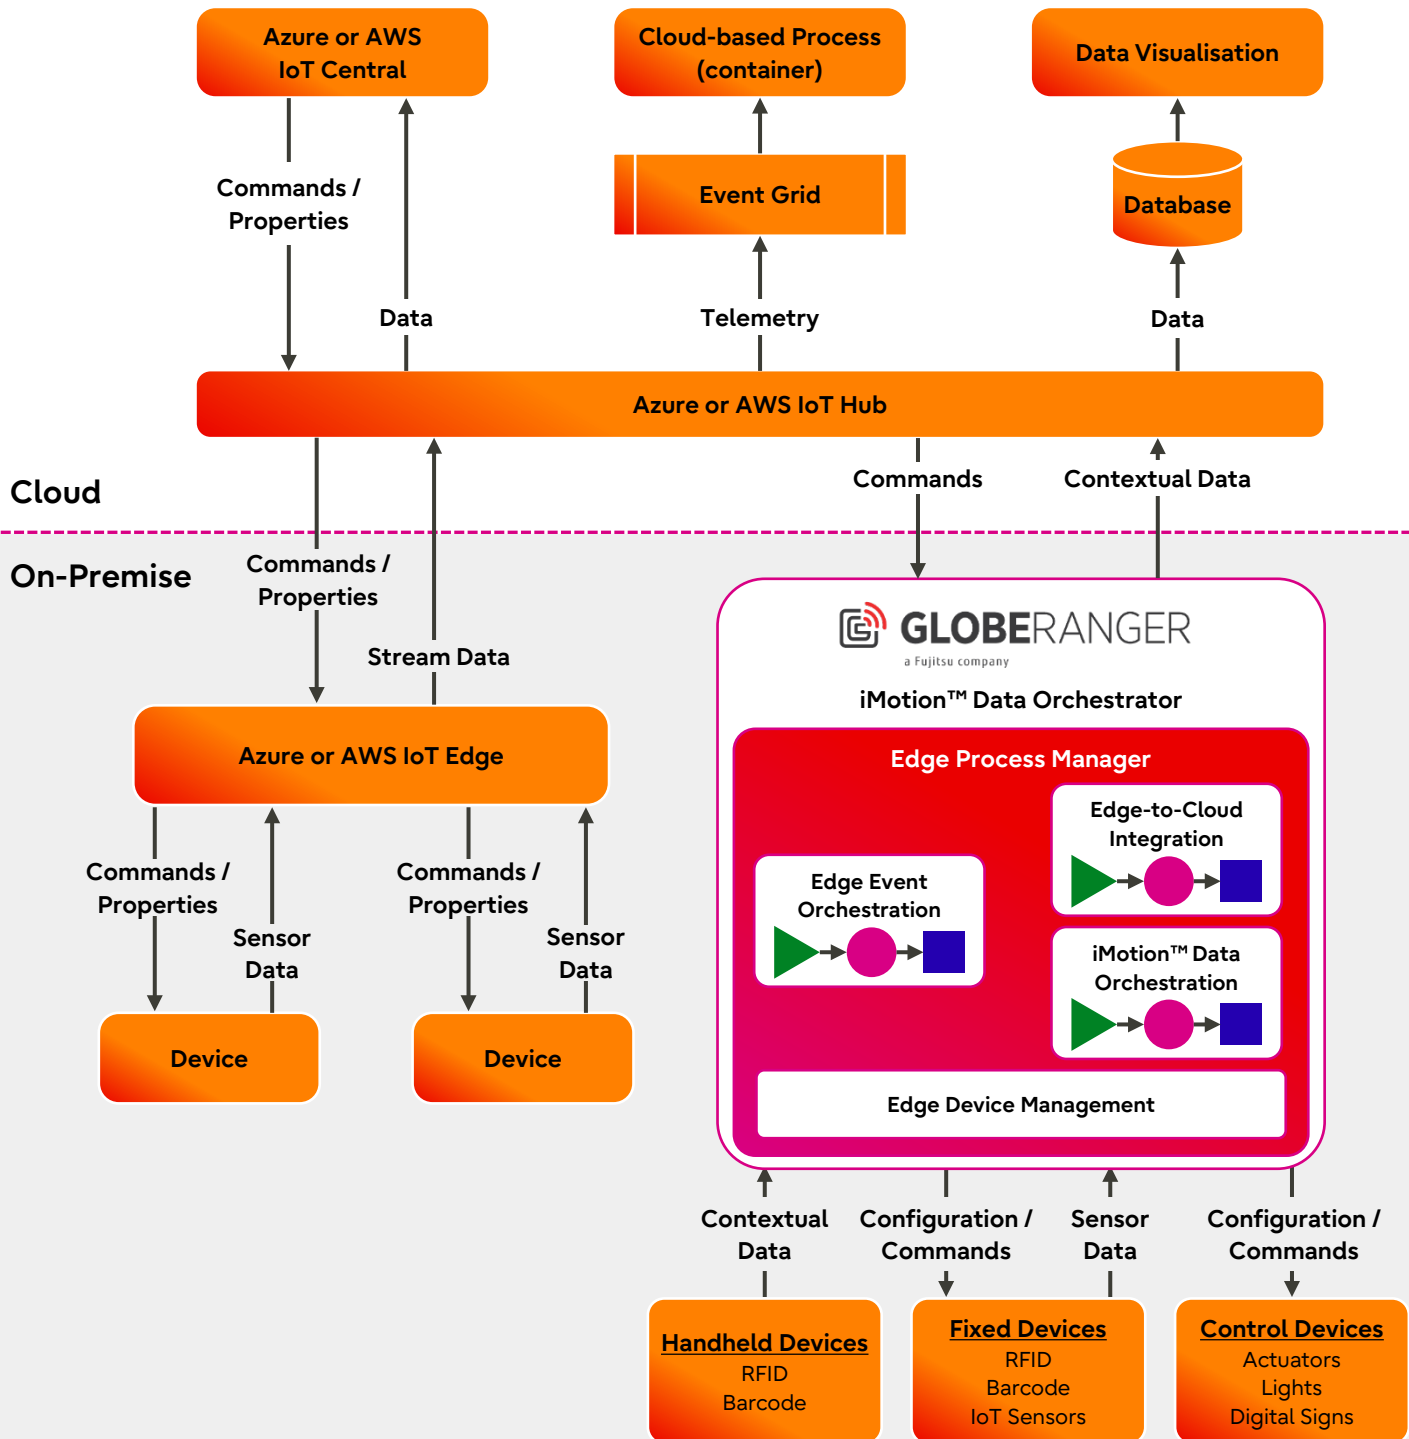 Azure or AWS
IoT Central
Cloud-based Process
(container)
Data Visualisation
Commands /
Properties
Event Grid
Database
Data
Telemetry
Data
Azure or AWS IoT Hub
Commands
Contextual Data
Cloud
On-Premise
Commands /
Properties
Stream Data
GLOBERANGER
a Fujitsu company
iMotion™ Data Orchestrator
Azure or AWS IoT Edge
Edge Process Manager
Edge-to-Cloud
Integration
Edge Event
Orchestration
iMotion™ Data
Orchestration
Edge Device Management
Commands /
Properties
Sensor
Data
Commands /
Properties
Sensor
Data
Device
Device
Contextual
Data
Configuration /
Commands
Sensor
Data
Configuration /
Commands
Handheld Devices
RFID
Barcode
Fixed Devices
RFID
Barcode
IoT Sensors
Control Devices
Actuators
Lights
Digital Signs